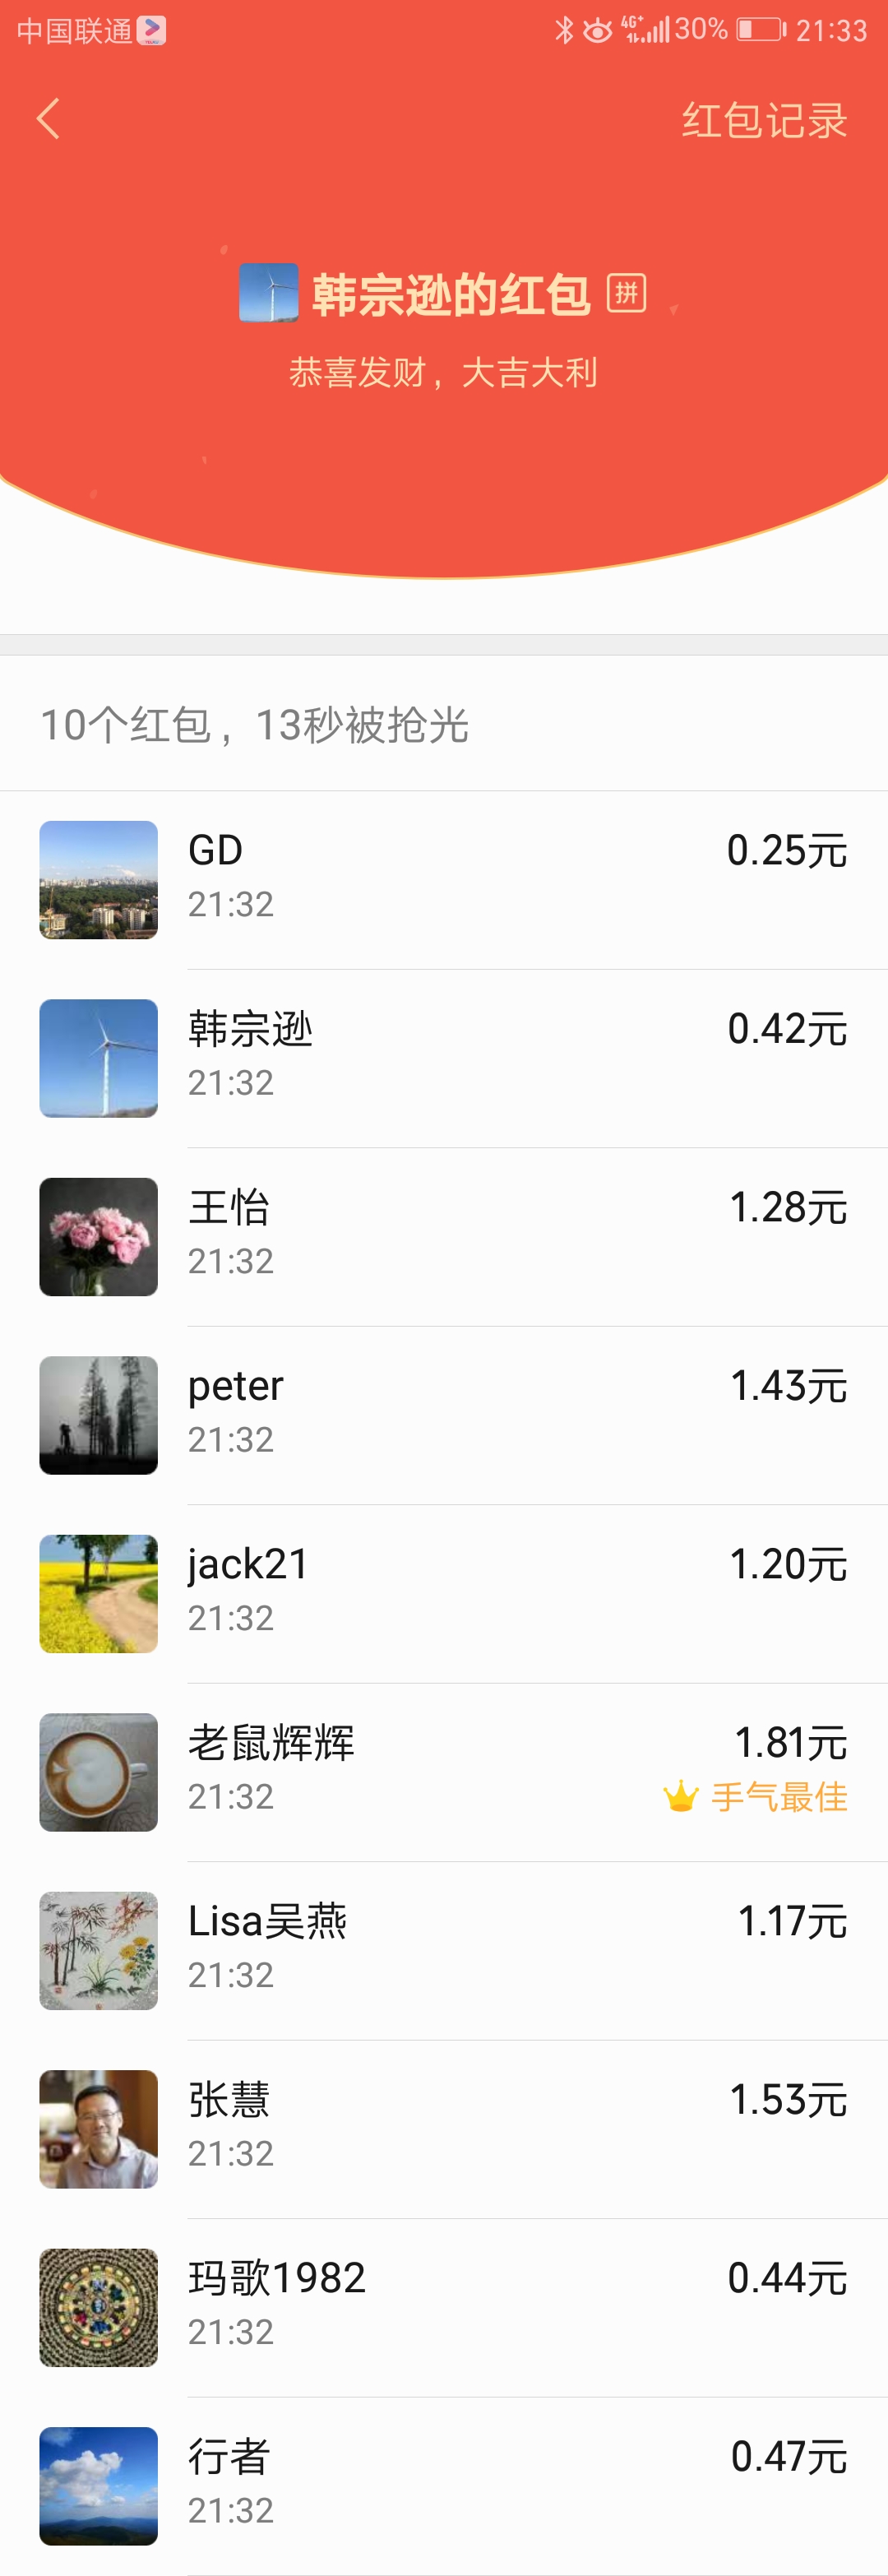 中国联通 4G+ 30% 21:33
红包记录
韩宗逊的红包 拼
恭喜发财，大吉大利
10个红包，13秒被抢光
GD 0.25元
21:32
韩宗逊 0.42元
21:32
王怡 1.28元
21:32
peter 1.43元
21:32
jack21 1.20元
21:32
老鼠辉辉 1.81元
21:32 手气最佳
Lisa吴燕 1.17元
21:32
张慧 1.53元
21:32
玛歌1982 0.44元
21:32
行者 0.47元
21:32